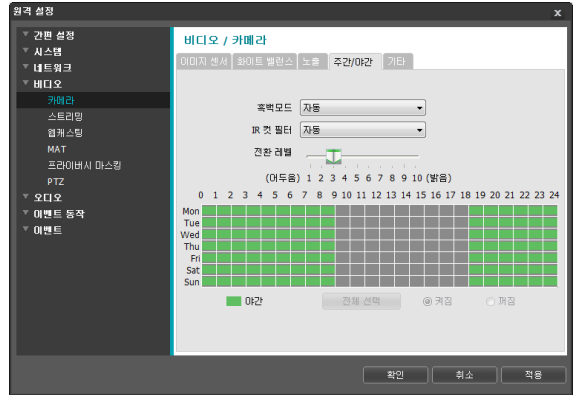 원격 설정
x
간편 설정
시스템
네트워크
비디오
카메라
스트리밍
웹캐스팅
MAT
프라이버시 마스킹
PTZ
오디오
이벤트 동작
이벤트
비디오 / 카메라
이미지 센서 화이트 밸런스 노출 주간/야간 기타
흑백모드 자동
IR 컷 필터 자동
전환 레벨
(어두움) 1 2 3 4 5 6 7 8 9 10 (밝음)
0 1 2 3 4 5 6 7 8 9 10 11 12 13 14 15 16 17 18 19 20 21 22 23 24
Mon
Tue
Wed
Thu
Fri
Sat
Sun
야간 전체 선택 켜짐 꺼짐
확인 취소 적용